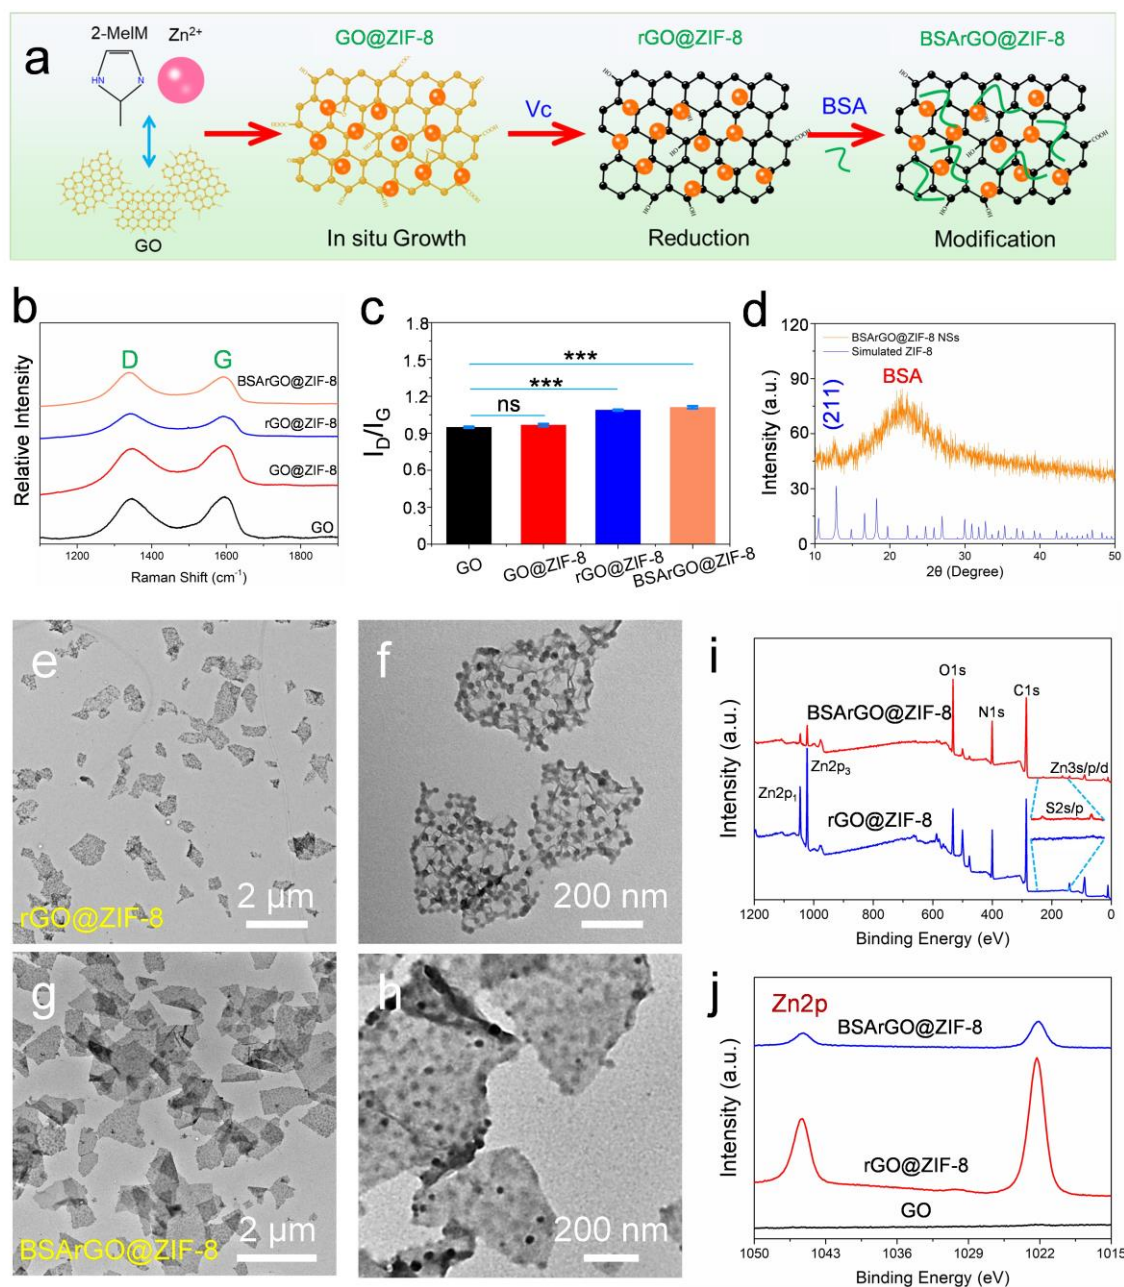 a
2-MeIM
Zn²⁺
HN
N
GO
GO@ZIF-8
In situ Growth
Vc
rGO@ZIF-8
Reduction
BSA
BSArGO@ZIF-8
COOH
Modification
b
D
G
BSArGO@ZIF-8
rGO@ZIF-8
GO@ZIF-8
GO
Relative Intensity
1200
1400
1600
1800
Raman Shift (cm⁻¹)
c
1.8
1.5
1.2
0.9
0.6
0.3
0
I_D/I_G
***
***
ns
GO
GO@ZIF-8
rGO@ZIF-8
BSArGO@ZIF-8
d
120
90
60
30
0
Intensity (a.u.)
BSArGO@ZIF-8 NSs
Simulated ZIF-8
BSA
(211)
10
20
30
40
50
2θ (Degree)
e
rGO@ZIF-8
2 μm
f
200 nm
g
BSArGO@ZIF-8
2 μm
h
200 nm
i
O1s
N1s
C1s
BSArGO@ZIF-8
Zn2p₃
Zn2p₁
Zn3s/p/d
S2s/p
rGO@ZIF-8
Intensity (a.u.)
1200
1000
800
600
400
200
0
Binding Energy (eV)
j
Zn2p
BSArGO@ZIF-8
rGO@ZIF-8
GO
Intensity (a.u.)
1050
1043
1036
1029
1022
1015
Binding Energy (eV)